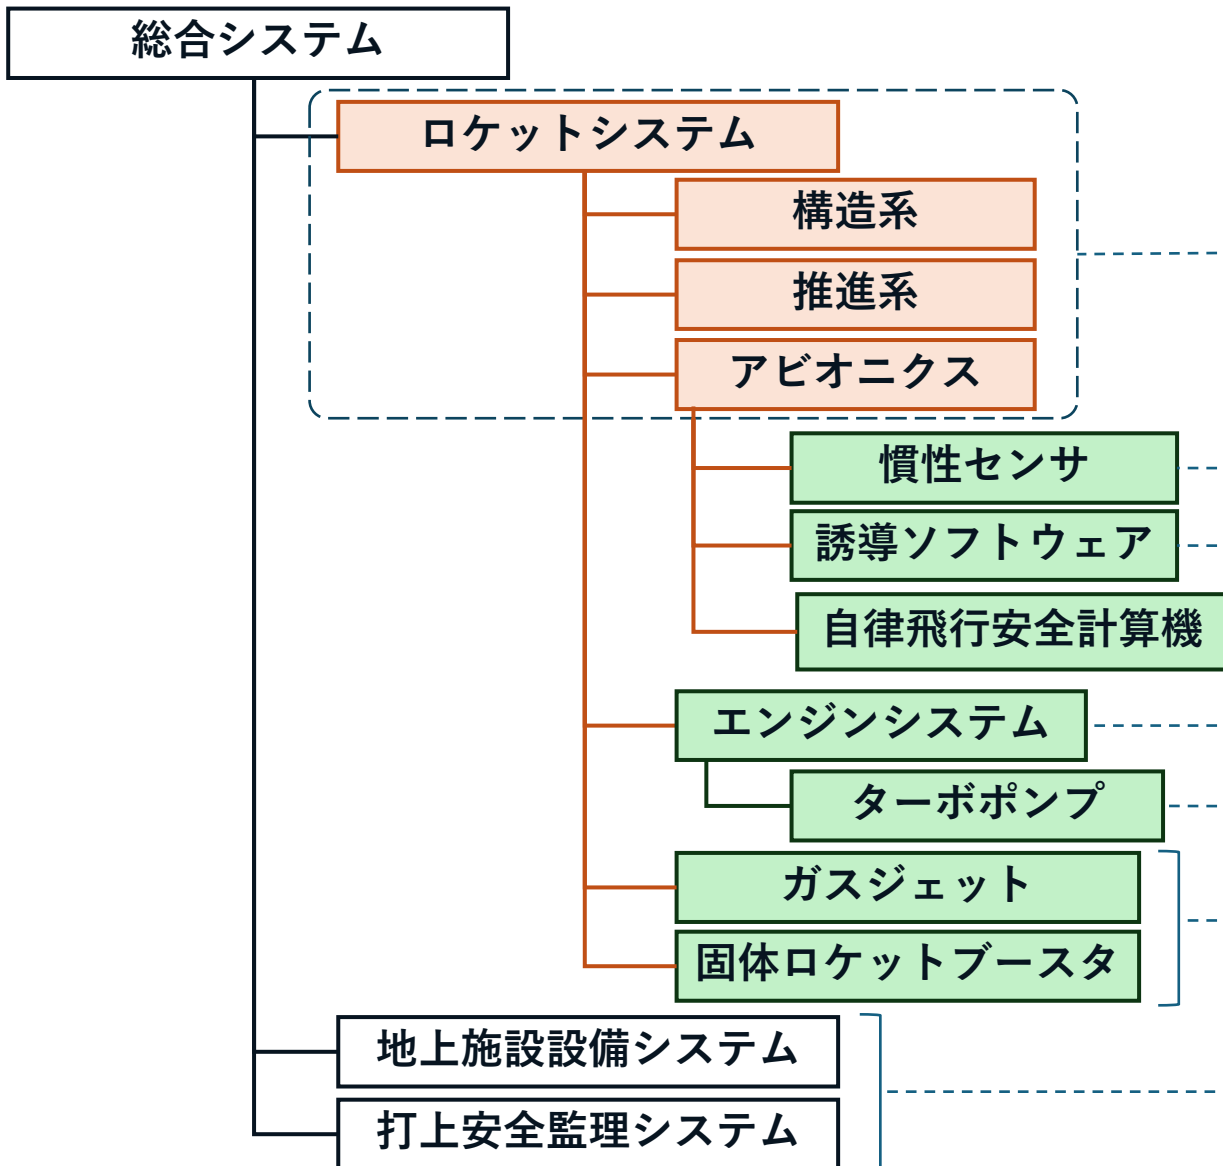 総合システム
ロケットシステム
構造系
推進系
アビオニクス
慣性センサ
誘導ソフトウェア
自律飛行安全計算機
エンジンシステム
ターボポンプ
ガスジェット
固体ロケットブースタ
地上施設設備システム
打上安全監理システム